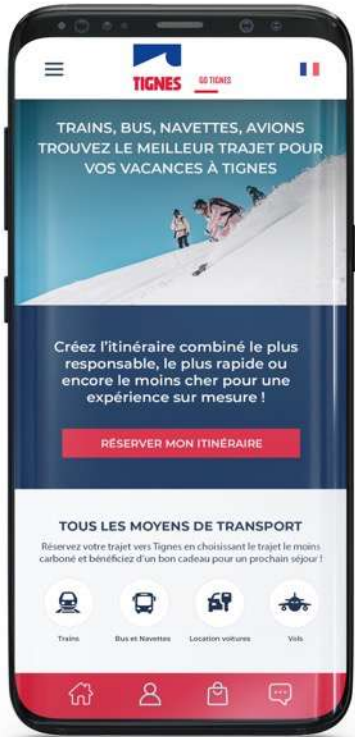 TIGNES
GO TIGNES
TRAINS, BUS, NAVETTES, AVIONS
TROUVEZ LE MEILLEUR TRAJET POUR
VOS VACANCES À TIGNES
Créez l'itinéraire combiné le plus
responsable, le plus rapide ou
encore le moins cher pour une
expérience sur mesure !
RÉSERVER MON ITINÉRAIRE
TOUS LES MOYENS DE TRANSPORT
Réservez votre trajet vers Tignes en choisissant le trajet le moins
carboné et bénéficiez d'un bon cadeau pour un prochain séjour !
Trains
Bus et Navettes
Location voitures
Vols